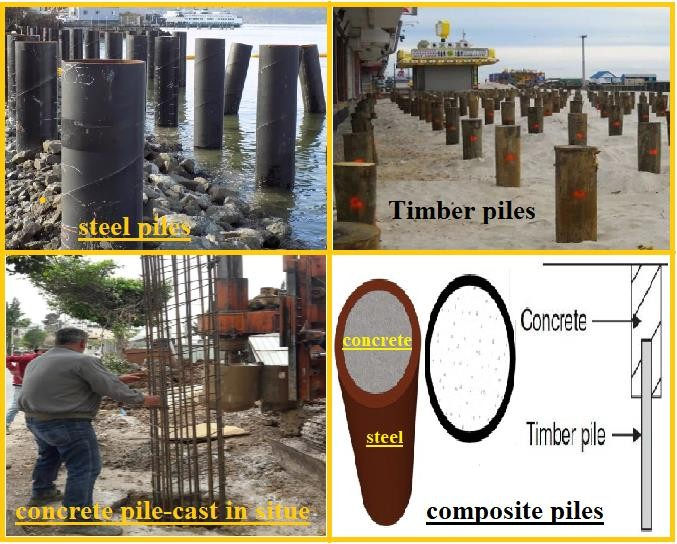 steel piles
Timber piles
concrete pile-cast in situe
concrete
steel
Concrete
Timber pile
composite piles